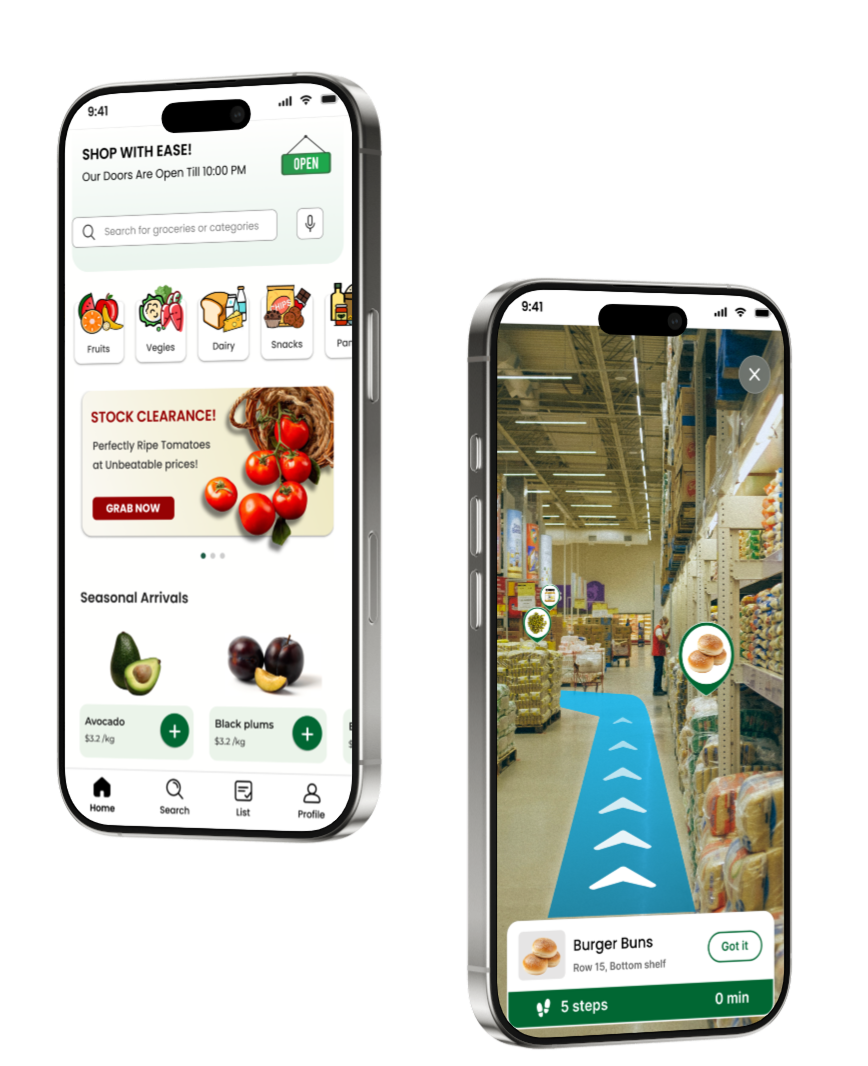 9:41
SHOP WITH EASE!
Our Doors Are Open Till 10:00 PM
OPEN
Search for groceries or categories
Fruits
Vegies
Dairy
Snacks
Pan
CHIPS
STOCK CLEARANCE!
Perfectly Ripe Tomatoes
at Unbeatable prices!
GRAB NOW
Seasonal Arrivals
Avocado
$3.2 /kg
Black plums
$3.2 /kg
Home
Search
List
Profile
9:41
Burger Buns
Row 15, Bottom shelf
Got it
5 steps
0 min